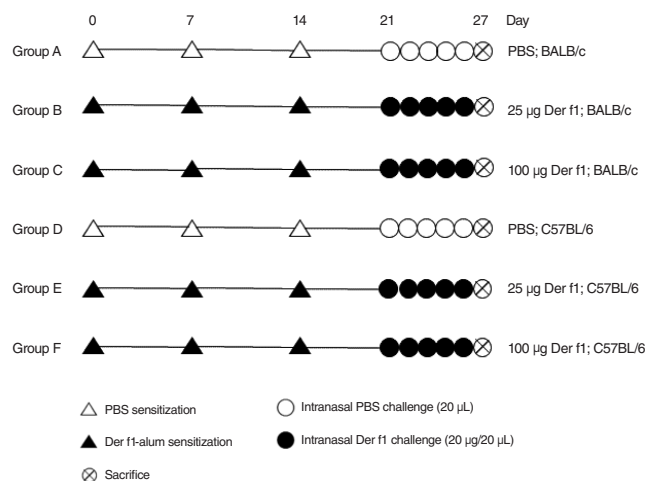 0 7 14 21 27 Day
Group A PBS; BALB/c
Group B 25 µg Der f1; BALB/c
Group C 100 µg Der f1; BALB/c
Group D PBS; C57BL/6
Group E 25 µg Der f1; C57BL/6
Group F 100 µg Der f1; C57BL/6
PBS sensitization Intranasal PBS challenge (20 µL)
Der f1-alum sensitization Intranasal Der f1 challenge (20 µg/20 µL)
Sacrifice